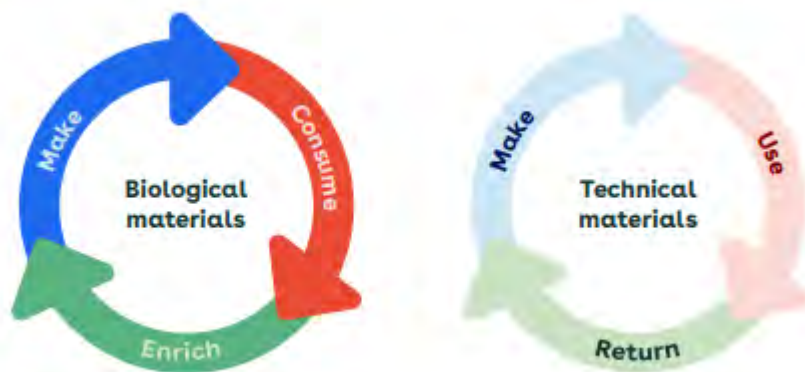 Make
Consume
Biological
materials
Enrich
Make
Use
Technical
materials
Return